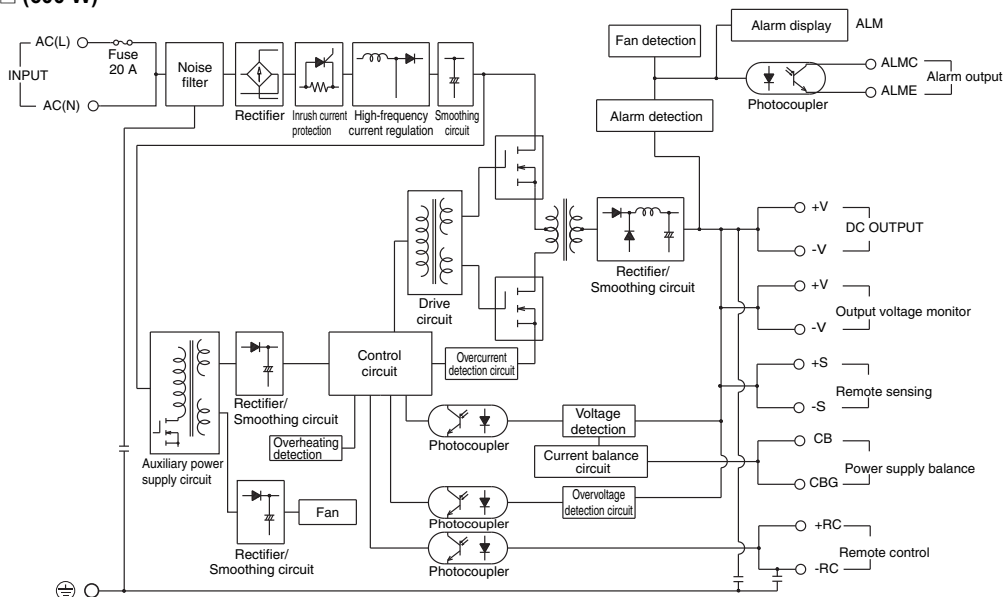 (600 W)
AC(L)
Fuse
20 A
INPUT
AC(N)
Noise
filter
Rectifier
Inrush current
protection
High-frequency
current regulation
Smoothing
circuit
Fan detection
Alarm display
ALM
ALMC
ALME
Alarm output
Photocoupler
Alarm detection
Drive
circuit
Rectifier/
Smoothing circuit
+V
DC OUTPUT
-V
+V
Output voltage monitor
-V
+S
Remote sensing
-S
CB
Power supply balance
CBG
+RC
Remote control
-RC
Control
circuit
Overcurrent
detection circuit
Rectifier/
Smoothing circuit
Auxiliary power
supply circuit
Overheating
detection
Photocoupler
Voltage
detection
Current balance
circuit
Photocoupler
Overvoltage
detection circuit
Photocoupler
Fan
Rectifier/
Smoothing circuit